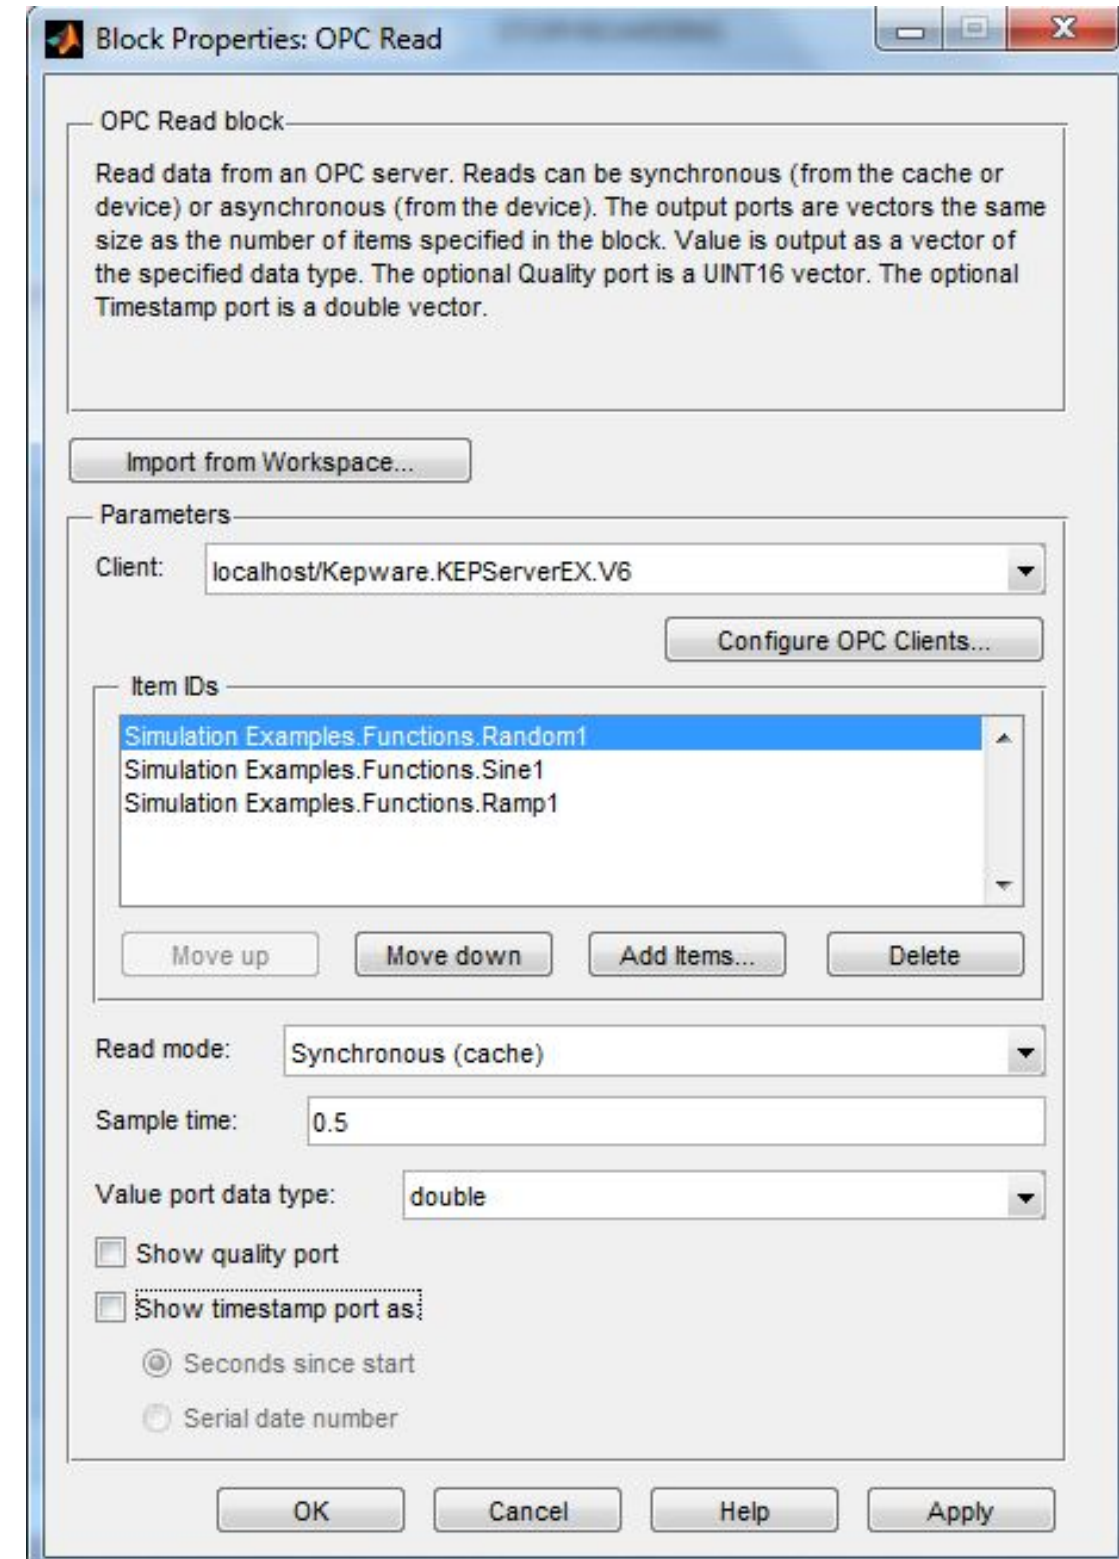 Block Properties: OPC Read
OPC Read block
Read data from an OPC server. Reads can be synchronous (from the cache or
device) or asynchronous (from the device). The output ports are vectors the same
size as the number of items specified in the block. Value is output as a vector of
the specified data type. The optional Quality port is a UINT16 vector. The optional
Timestamp port is a double vector.
Import from Workspace...
Parameters
Client: localhost/Kepware.KEPServerEX.V6
Configure OPC Clients...
Item IDs
Simulation Examples.Functions.Random1
Simulation Examples.Functions.Sine1
Simulation Examples.Functions.Ramp1
Move up Move down Add Items... Delete
Read mode: Synchronous (cache)
Sample time: 0.5
Value port data type: double
Show quality port
Show timestamp port as:
Seconds since start
Serial date number
OK Cancel Help Apply